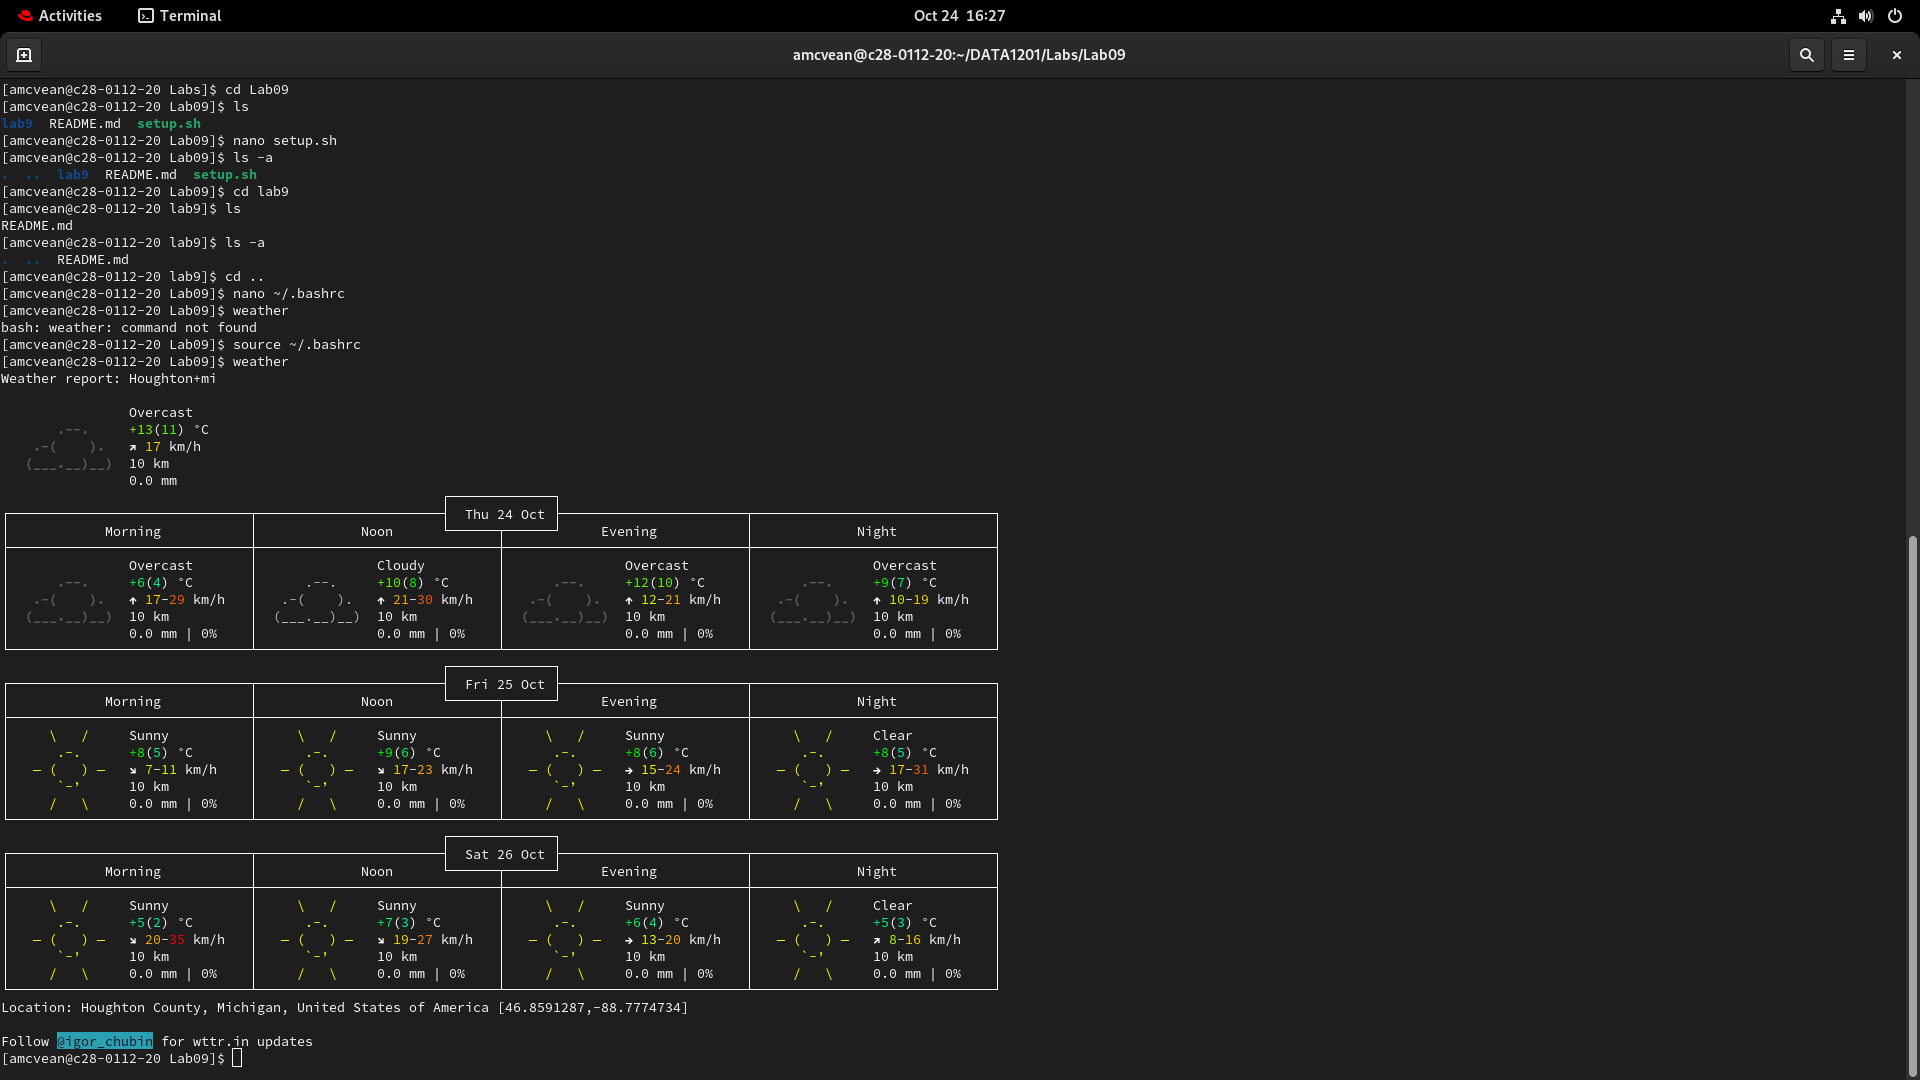 Activities Terminal Oct 24 16:27
amcvean@c28-0112-20:~/DATA1201/Labs/Lab09
[amcvean@c28-0112-20 Labs]$ cd Lab09
[amcvean@c28-0112-20 Lab09]$ ls
lab9  README.md  setup.sh
[amcvean@c28-0112-20 Lab09]$ nano setup.sh
[amcvean@c28-0112-20 Lab09]$ ls -a
.  ..  lab9  README.md  setup.sh
[amcvean@c28-0112-20 Lab09]$ cd lab9
[amcvean@c28-0112-20 lab9]$ ls
README.md
[amcvean@c28-0112-20 lab9]$ ls -a
.  ..  README.md
[amcvean@c28-0112-20 lab9]$ cd ..
[amcvean@c28-0112-20 Lab09]$ nano ~/.bashrc
[amcvean@c28-0112-20 Lab09]$ weather
bash: weather: command not found
[amcvean@c28-0112-20 Lab09]$ source ~/.bashrc
[amcvean@c28-0112-20 Lab09]$ weather
Weather report: Houghton+mi
Overcast
+13(11) °C
↗ 17 km/h
10 km
0.0 mm
Thu 24 Oct
Morning Noon Evening Night
Overcast Cloudy Overcast Overcast
+6(4) °C +10(8) °C +12(10) °C +9(7) °C
↑ 17-29 km/h ↑ 21-30 km/h ↑ 12-21 km/h ↑ 10-19 km/h
10 km 10 km 10 km 10 km
0.0 mm | 0% 0.0 mm | 0% 0.0 mm | 0% 0.0 mm | 0%
Fri 25 Oct
Morning Noon Evening Night
Sunny Sunny Sunny Clear
+8(5) °C +9(6) °C +8(6) °C +8(5) °C
↘ 7-11 km/h ↘ 17-23 km/h → 15-24 km/h → 17-31 km/h
10 km 10 km 10 km 10 km
0.0 mm | 0% 0.0 mm | 0% 0.0 mm | 0% 0.0 mm | 0%
Sat 26 Oct
Morning Noon Evening Night
Sunny Sunny Sunny Clear
+5(2) °C +7(3) °C +6(4) °C +5(3) °C
↘ 20-35 km/h ↘ 19-27 km/h → 13-20 km/h ↗ 8-16 km/h
10 km 10 km 10 km 10 km
0.0 mm | 0% 0.0 mm | 0% 0.0 mm | 0% 0.0 mm | 0%
Location: Houghton County, Michigan, United States of America [46.8591287,-88.7774734]
Follow @igor_chubin for wttr.in updates
[amcvean@c28-0112-20 Lab09]$